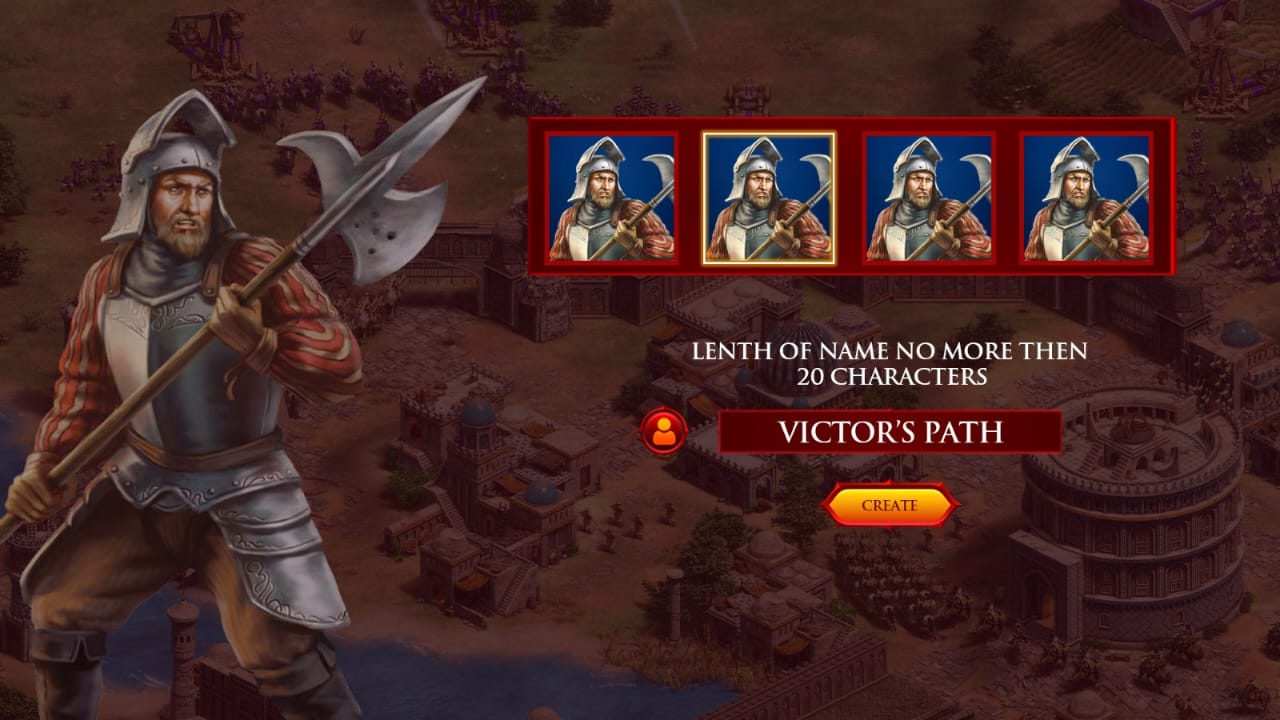 LENTH OF NAME NO MORE THEN
20 CHARACTERS
VICTOR'S PATH
CREATE